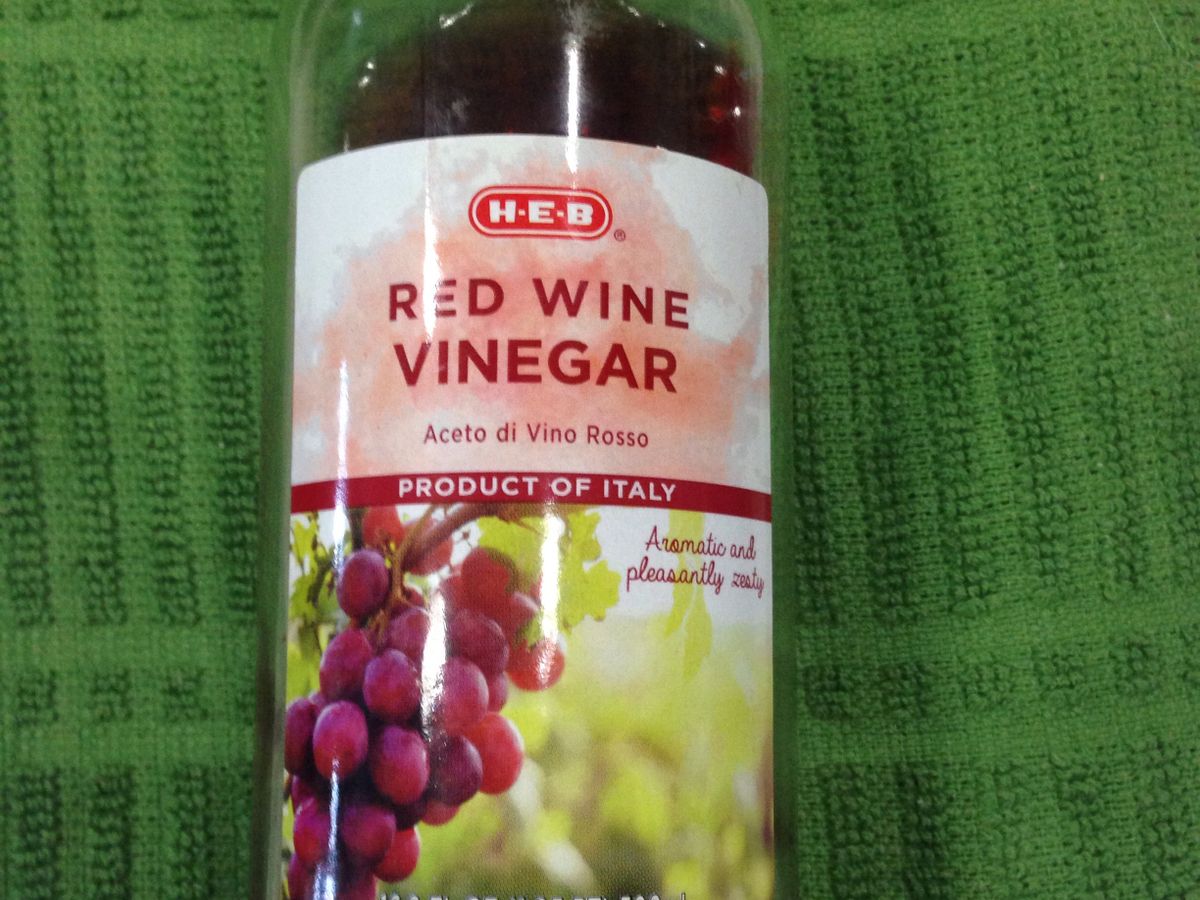 H-E-B
®
RED WINE
VINEGAR
Aceto di Vino Rosso
PRODUCT OF ITALY
Aromatic and
pleasantly zesty